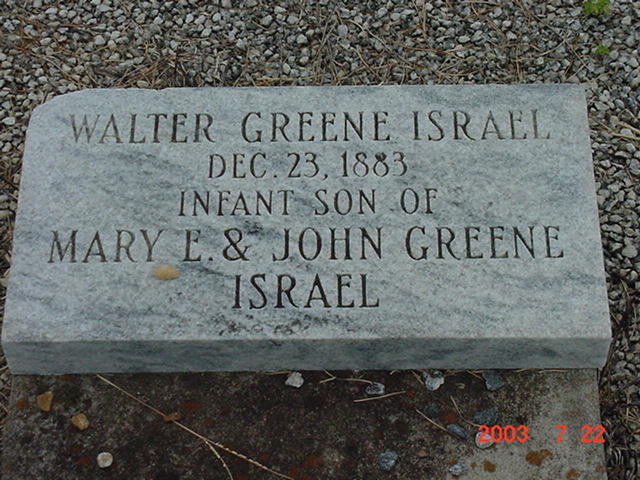 WALTER GREENE ISRAEL
DEC. 23, 1883
INFANT SON OF
MARY E. & JOHN GREENE
ISRAEL
2003 7 22